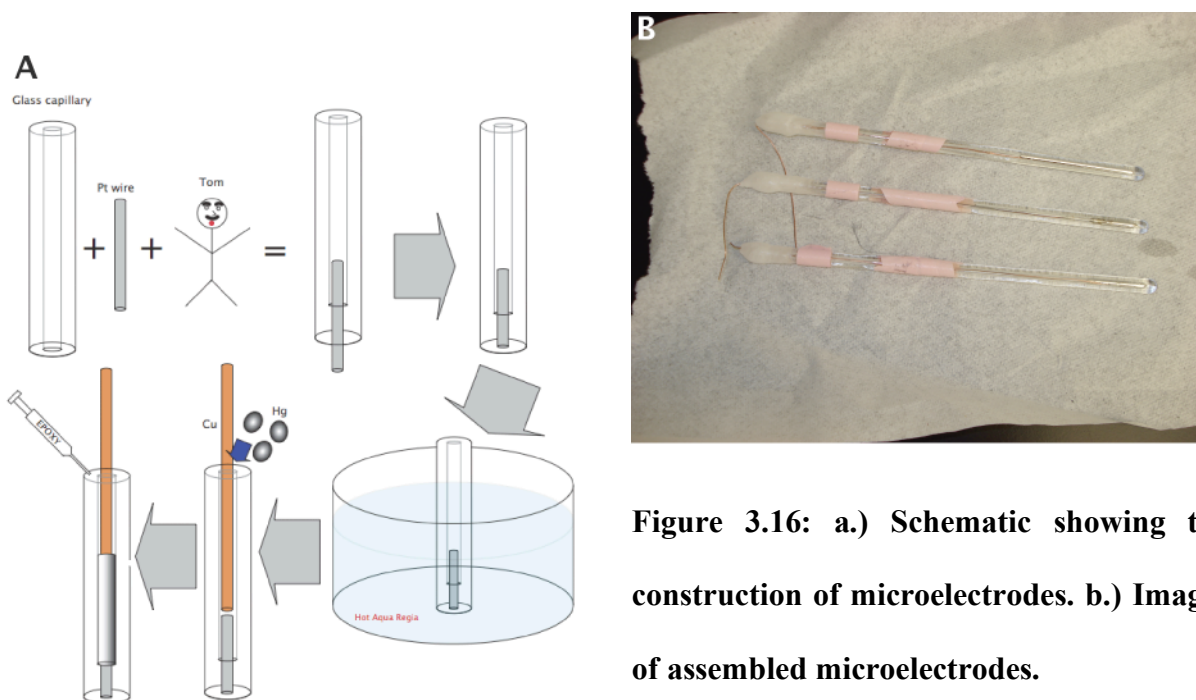 A
Glass capillary
Pt wire
Tom
+ + =
Cu
Hg
EPOXY
Hot Aqua Regia
B
Figure 3.16: a.) Schematic showing t
construction of microelectrodes. b.) Imag
of assembled microelectrodes.